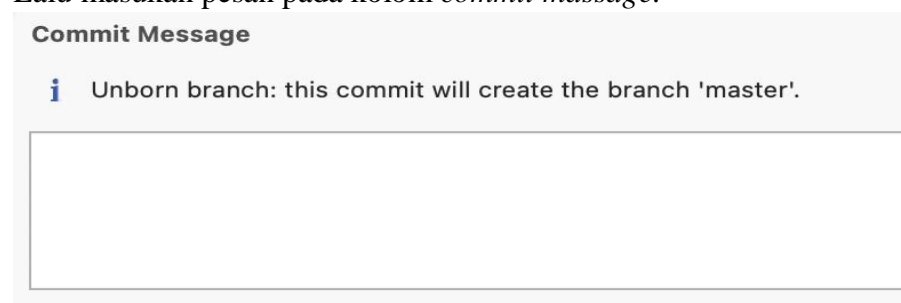 Lalu masukan pesan pada kolom commit massage.
Commit Message
i Unborn branch: this commit will create the branch 'master'.